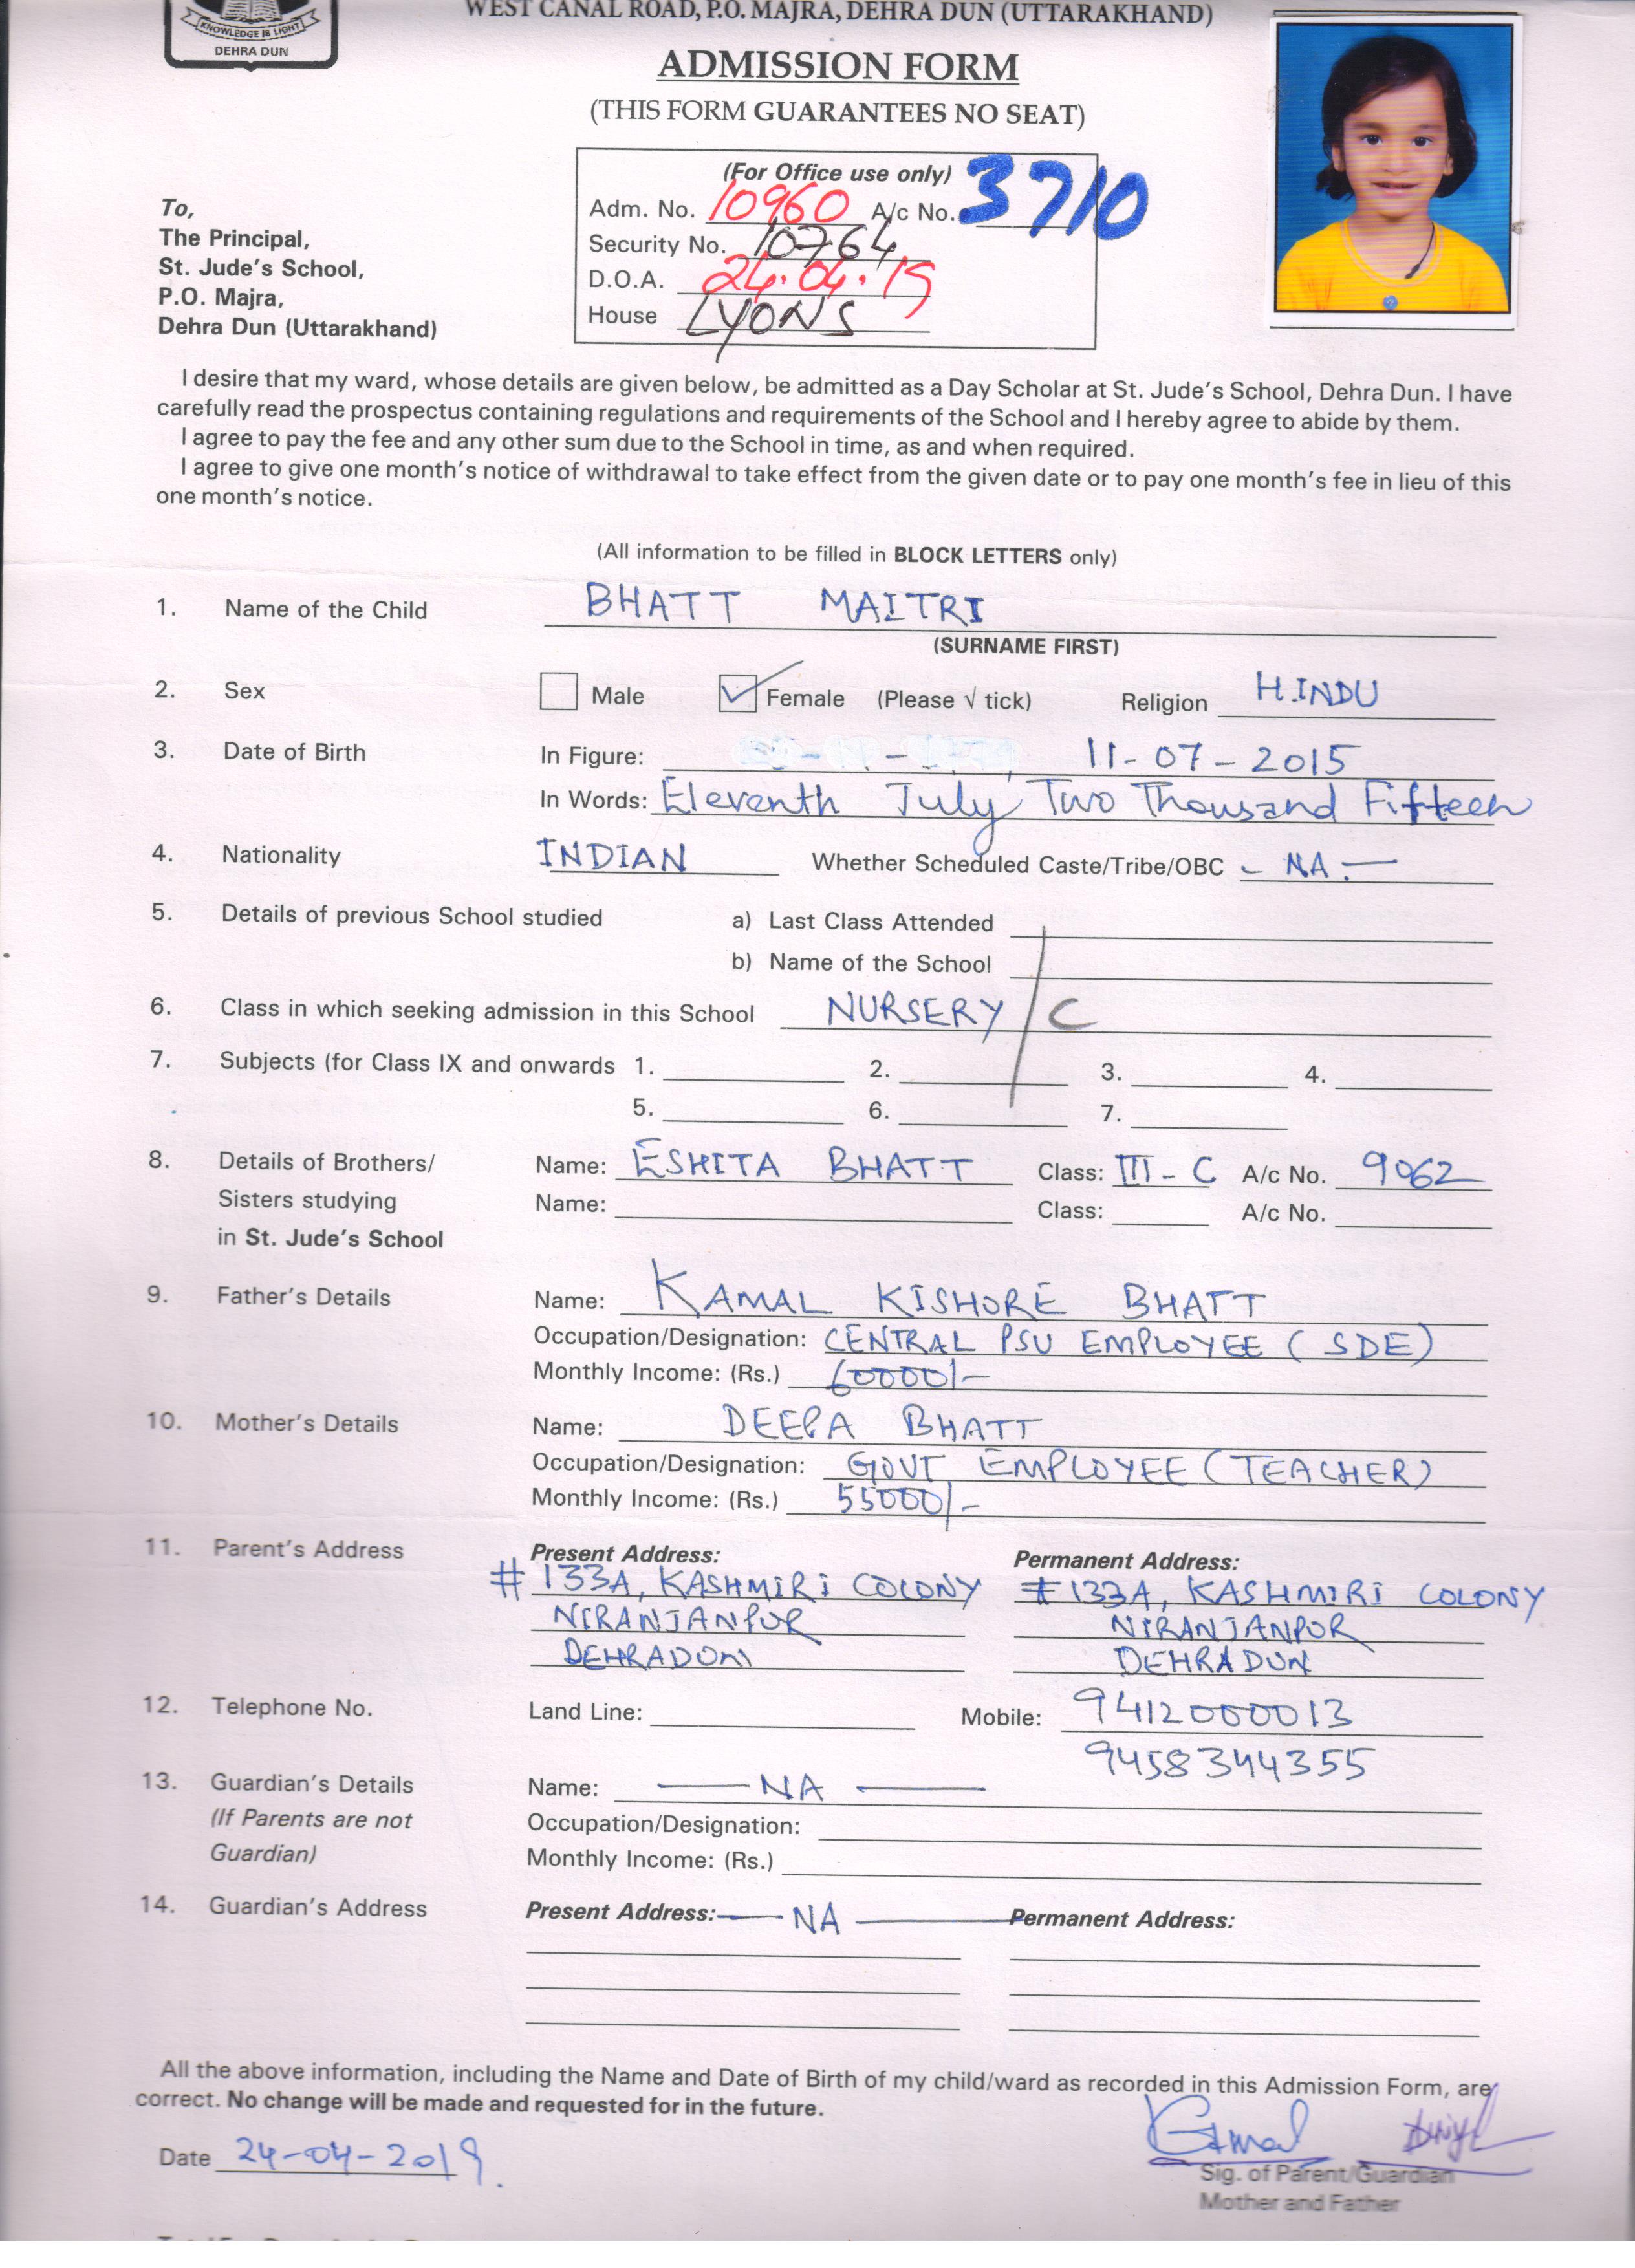 KNOWLEDGE IS LIGHT
DEHRA DUN
WEST CANAL ROAD, P.O. MAJRA, DEHRA DUN (UTTARAKHAND)
ADMISSION FORM
(THIS FORM GUARANTEES NO SEAT)
(For Office use only)
Adm. No. 10960 A/c No. 3710
Security No. 10764
D.O.A. 24.04.19
House LYONS
To,
The Principal,
St. Jude's School,
P.O. Majra,
Dehra Dun (Uttarakhand)
I desire that my ward, whose details are given below, be admitted as a Day Scholar at St. Jude's School, Dehra Dun. I have
carefully read the prospectus containing regulations and requirements of the School and I hereby agree to abide by them.
I agree to pay the fee and any other sum due to the School in time, as and when required.
I agree to give one month's notice of withdrawal to take effect from the given date or to pay one month's fee in lieu of this
one month's notice.
(All information to be filled in BLOCK LETTERS only)
1. Name of the Child BHATT MAITRI
(SURNAME FIRST)
2. Sex Male ✓ Female (Please √ tick) Religion HINDU
3. Date of Birth In Figure: 11-07-2015
In Words: Eleventh July Two Thousand Fifteen
4. Nationality INDIAN Whether Scheduled Caste/Tribe/OBC - NA. -
5. Details of previous School studied a) Last Class Attended
b) Name of the School
6. Class in which seeking admission in this School NURSERY / C
7. Subjects (for Class IX and onwards 1. 2. 3. 4.
5. 6. 7.
8. Details of Brothers/ Name: ESHITA BHATT Class: III - C A/c No. 9062
Sisters studying Name: Class: A/c No.
in St. Jude's School
9. Father's Details Name: KAMAL KISHORE BHATT
Occupation/Designation: CENTRAL PSU EMPLOYEE (SDE)
Monthly Income: (Rs.) 60000/-
10. Mother's Details Name: DEEPA BHATT
Occupation/Designation: GOVT EMPLOYEE (TEACHER)
Monthly Income: (Rs.) 55000/-
11. Parent's Address Present Address: Permanent Address:
# 133A, KASHMIRI COLONY # 133A, KASHMIRI COLONY
NIRANJANPUR NIRANJANPUR
DEHRADUN DEHRADUN
12. Telephone No. Land Line: Mobile: 9412000013
9458344355
13. Guardian's Details Name: — NA —
(If Parents are not Occupation/Designation:
Guardian) Monthly Income: (Rs.)
14. Guardian's Address Present Address: — NA — Permanent Address:
All the above information, including the Name and Date of Birth of my child/ward as recorded in this Admission Form, are
correct. No change will be made and requested for in the future.
Date 24-04-2019.
Kamal
Sig. of Parent/Guardian
Mother and Father